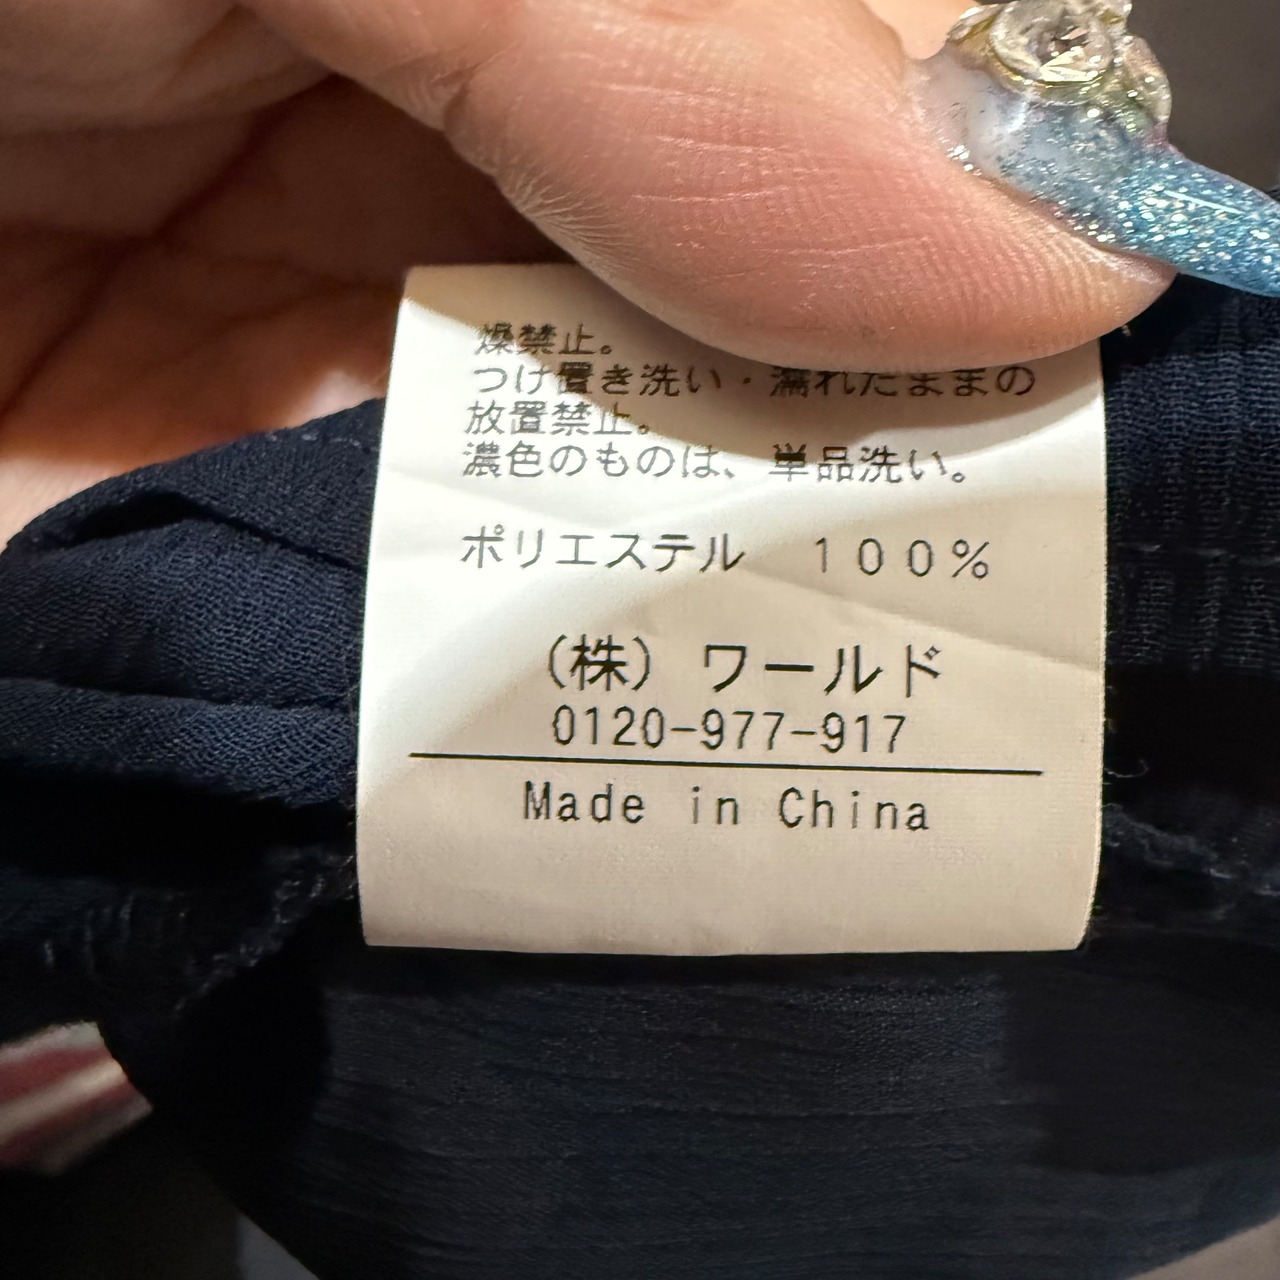 燥禁止。
つけ置き洗い・濡れたままの
放置禁止。
濃色のものは、単品洗い。
ポリエステル　１００％
（株）ワールド
0120-977-917
Made in China